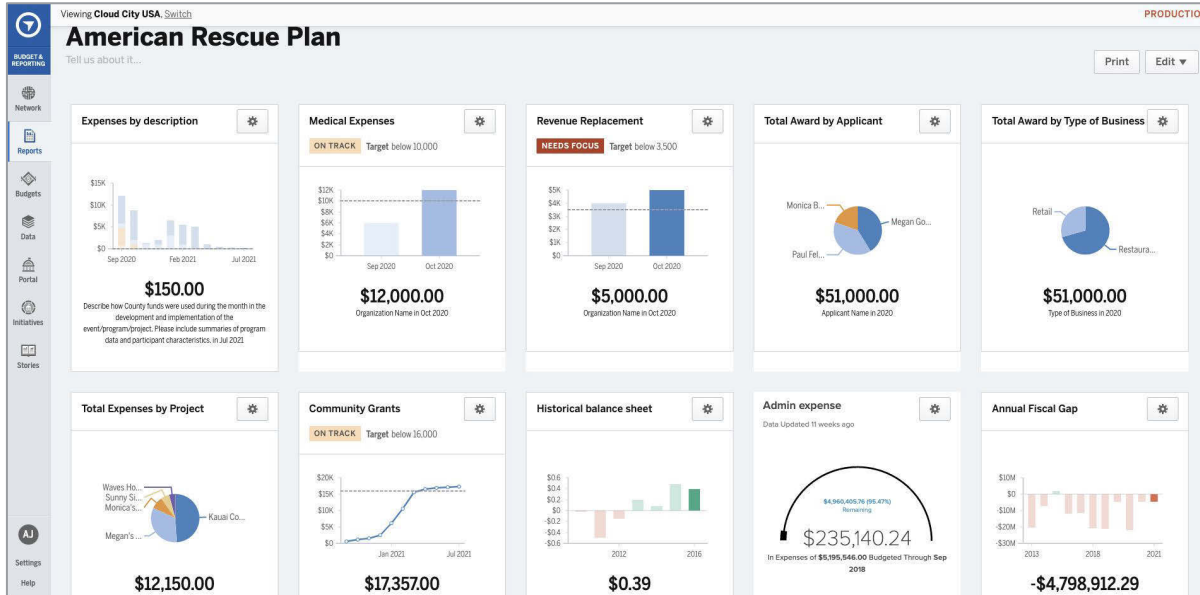 Viewing Cloud City USA. Switch
PRODUCTIO
American Rescue Plan
Tell us about it...
Print
Edit
BUDGET &
REPORTING
Network
Reports
Budgets
Data
Portal
Initiatives
Stories
AJ
Settings
Help
Expenses by description
$15K
$10K
$5K
$0
Sep 2020
Feb 2021
Jul 2021
$150.00
Describe how County funds were used during the month in the
development and implementation of the
event/program/project. Please include summaries of program
data and participant characteristics. in Jul 2021
Medical Expenses
ON TRACK Target below 10,000
$12K
$10K
$8K
$6K
$4K
$2K
$0
Sep 2020
Oct 2020
$12,000.00
Organization Name in Oct 2020
Revenue Replacement
NEEDS FOCUS Target below 3,500
$5K
$4K
$3K
$2K
$1K
$0
Sep 2020
Oct 2020
$5,000.00
Organization Name in Oct 2020
Total Award by Applicant
Monica B...
Megan Go...
Paul Fel...
$51,000.00
Applicant Name in 2020
Total Award by Type of Business
Retail
Restaura...
$51,000.00
Type of Business in 2020
Total Expenses by Project
Waves Ho...
Sunny Si...
Monica's...
Kauai Co...
Megan's ...
$12,150.00
Community Grants
ON TRACK Target below 16,000
$20K
$15K
$10K
$5K
$0
Jan 2021
Jul 2021
$17,357.00
Historical balance sheet
$0.6
$0.4
$0.2
$0
-$0.2
-$0.4
-$0.6
2012
2016
$0.39
Admin expense
Data Updated 11 weeks ago
$4,960,405.76 (95.47%)
Remaining
$235,140.24
In Expenses of $5,195,546.00 Budgeted Through Sep
2018
Annual Fiscal Gap
$10M
$0
-$10M
-$20M
-$30M
2013
2018
2021
-$4,798,912.29